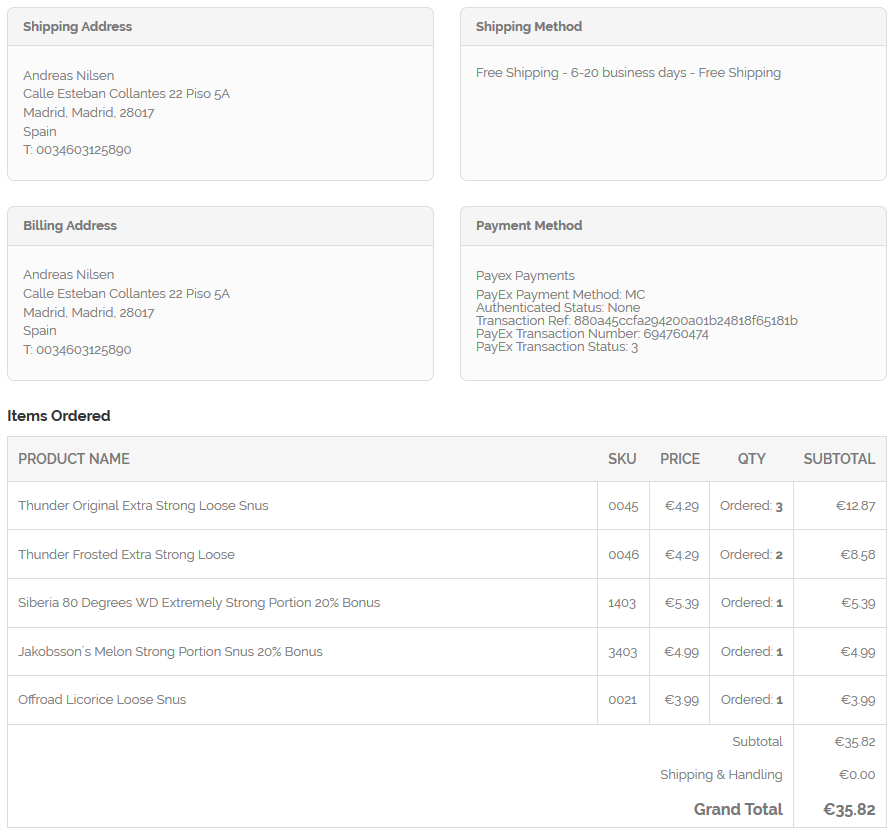 Shipping Address
Andreas Nilsen
Calle Esteban Collantes 22 Piso 5A
Madrid, Madrid, 28017
Spain
T: 0034603125890
Shipping Method
Free Shipping - 6-20 business days - Free Shipping
Billing Address
Andreas Nilsen
Calle Esteban Collantes 22 Piso 5A
Madrid, Madrid, 28017
Spain
T: 0034603125890
Payment Method
Payex Payments
PayEx Payment Method: MC
Authenticated Status: None
Transaction Ref: 880a45ccfa294200a01b24818f65181b
PayEx Transaction Number: 694760474
PayEx Transaction Status: 3
Items Ordered
PRODUCT NAME SKU PRICE QTY SUBTOTAL
Thunder Original Extra Strong Loose Snus 0045 €4.29 Ordered: 3 €12.87
Thunder Frosted Extra Strong Loose 0046 €4.29 Ordered: 2 €8.58
Siberia 80 Degrees WD Extremely Strong Portion 20% Bonus 1403 €5.39 Ordered: 1 €5.39
Jakobsson´s Melon Strong Portion Snus 20% Bonus 3403 €4.99 Ordered: 1 €4.99
Offroad Licorice Loose Snus 0021 €3.99 Ordered: 1 €3.99
Subtotal €35.82
Shipping & Handling €0.00
Grand Total €35.82